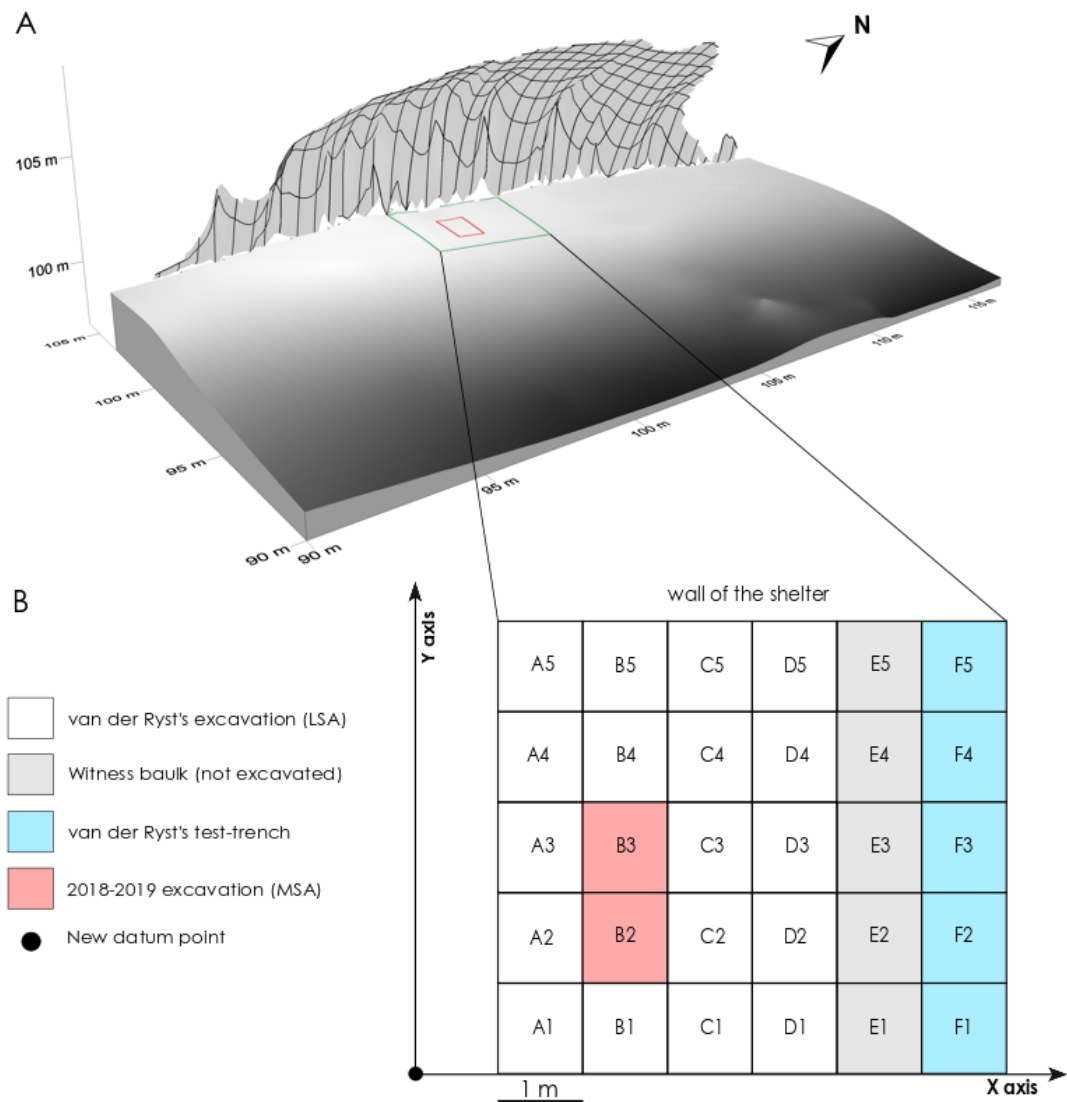 A
N
105 m
100 m
105 m
100 m
95 m
90 m
90 m
95 m
100 m
105 m
110 m
115 m
B
Y axis
wall of the shelter
A5 B5 C5 D5 E5 F5
A4 B4 C4 D4 E4 F4
A3 B3 C3 D3 E3 F3
A2 B2 C2 D2 E2 F2
A1 B1 C1 D1 E1 F1
van der Ryst's excavation (LSA)
Witness baulk (not excavated)
van der Ryst's test-trench
2018-2019 excavation (MSA)
New datum point
1 m
X axis